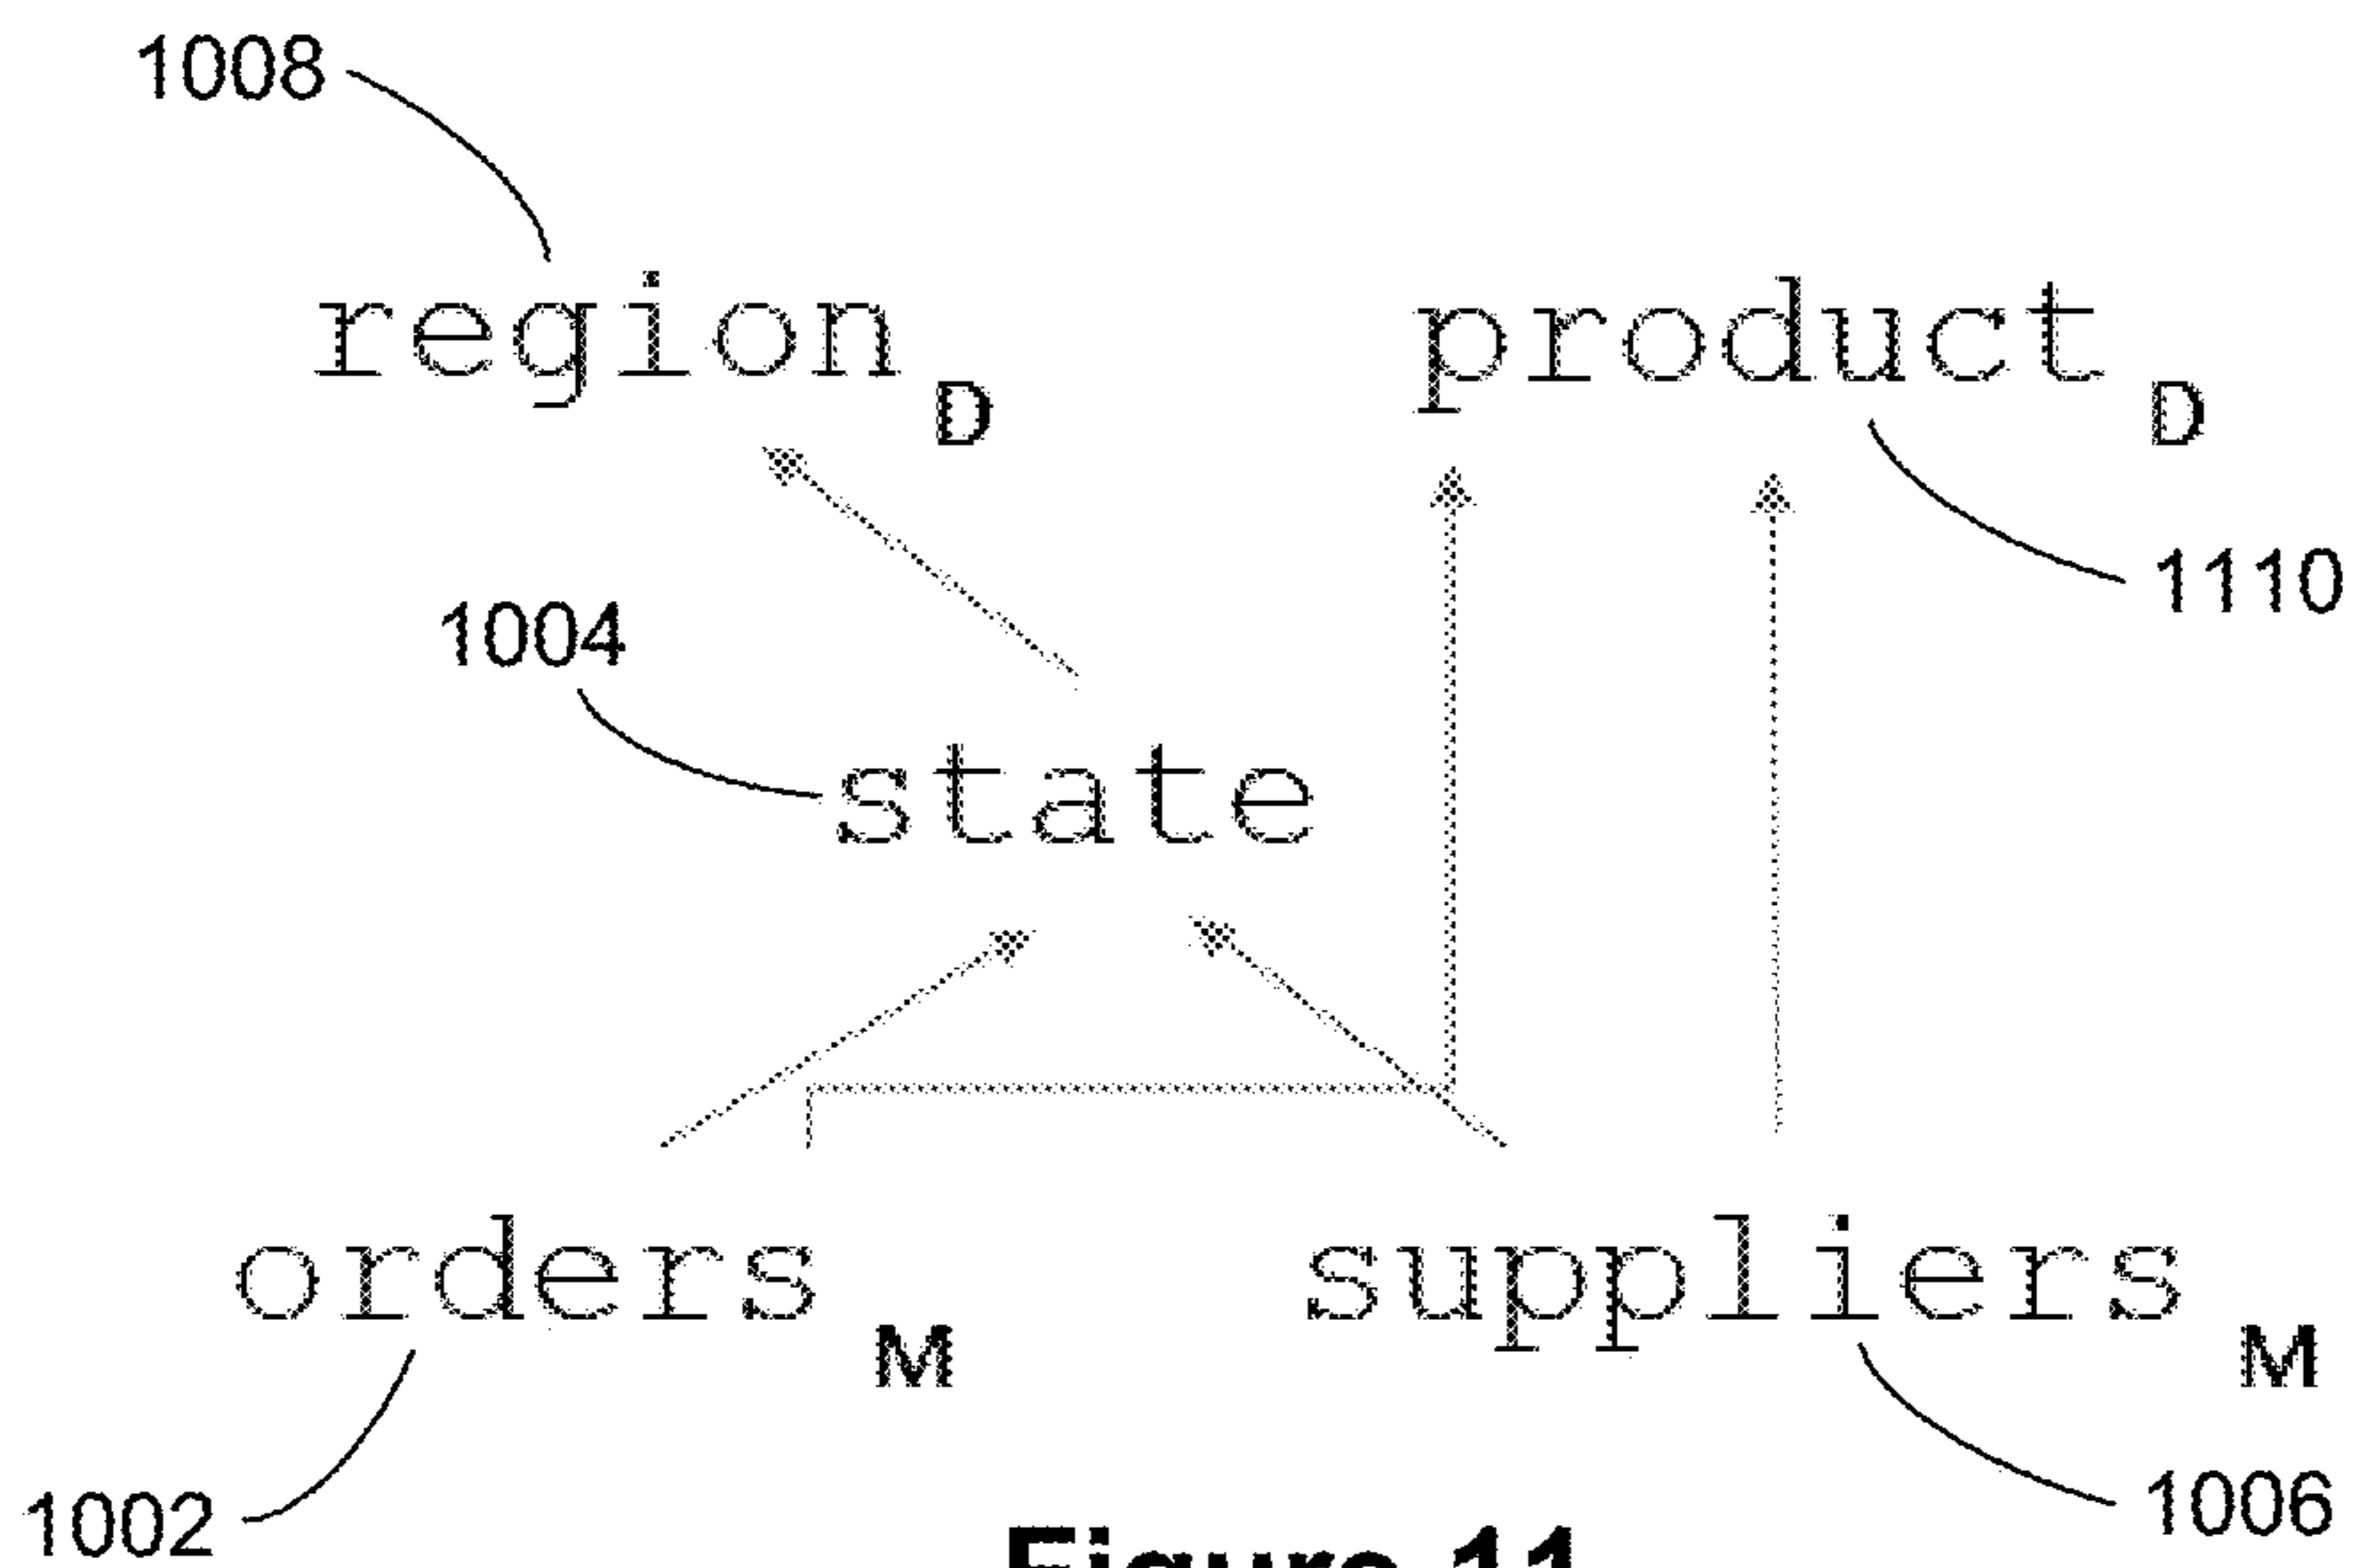 1008
region D
product D
1110
1004
state
orders M
suppliers M
1002
1006
Figure 11